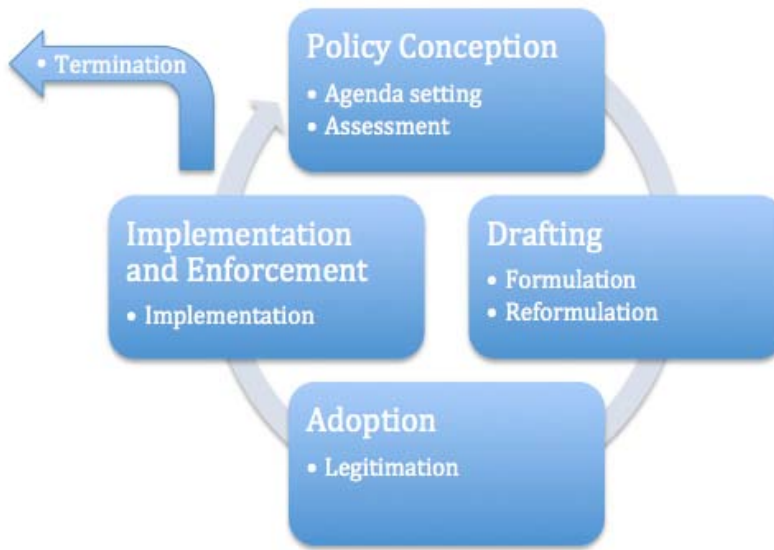 • Termination
Policy Conception
• Agenda setting
• Assessment
Drafting
• Formulation
• Reformulation
Adoption
• Legitimation
Implementation
and Enforcement
• Implementation